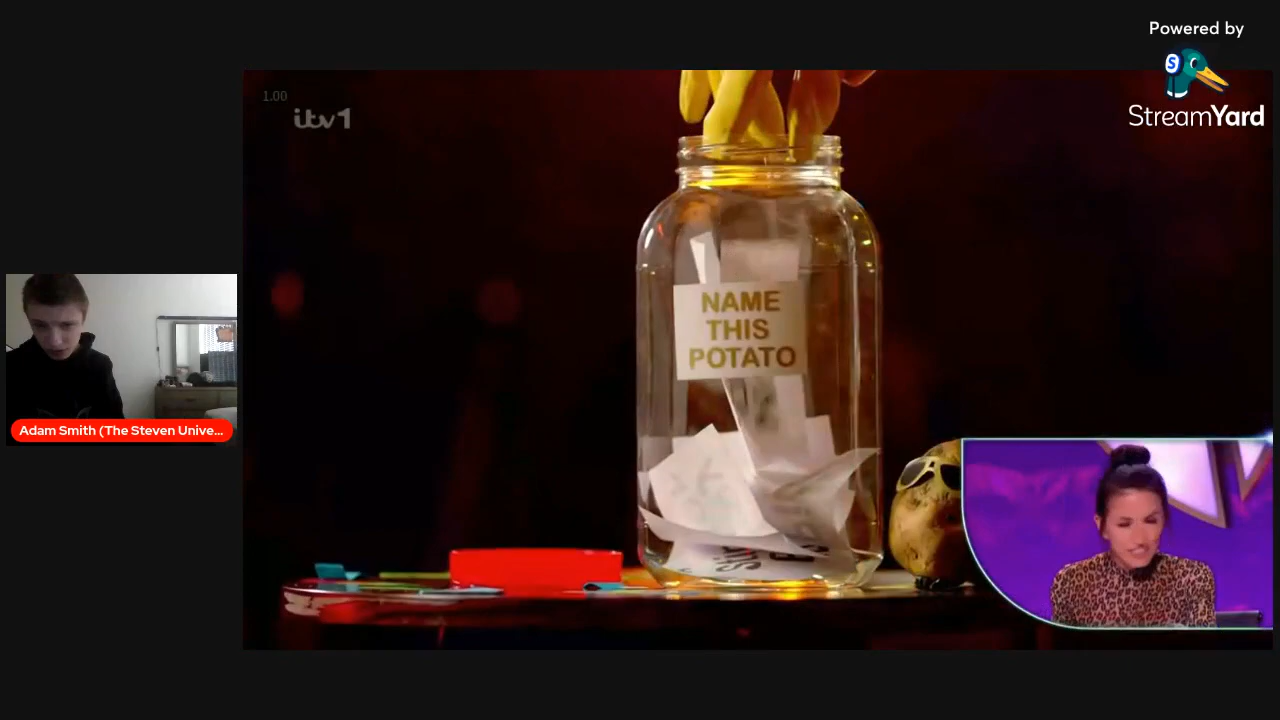 Powered by
StreamYard
1.00
itv1
NAME
THIS
POTATO
Adam Smith (The Steven Unive...